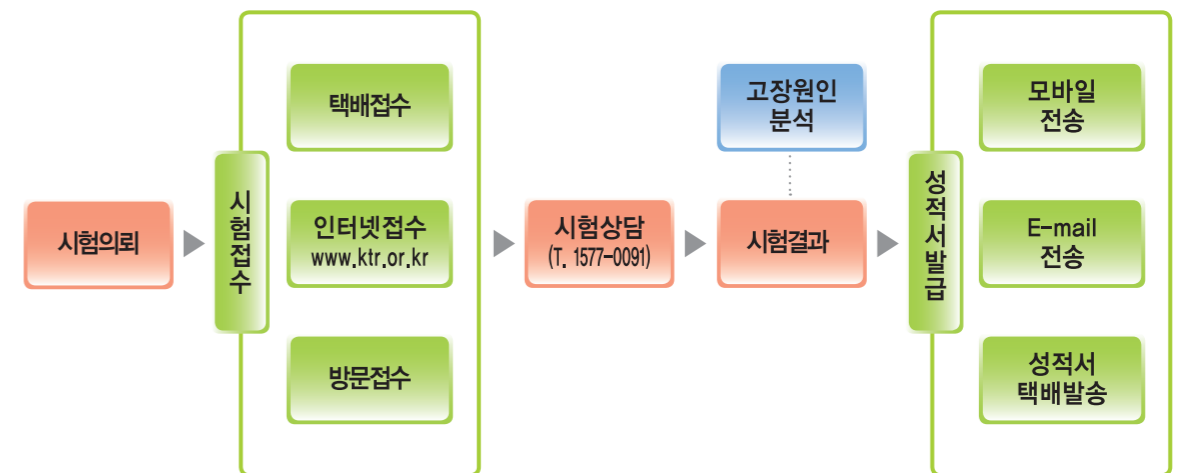 시험의뢰
시험접수
택배접수
인터넷접수
www.ktr.or.kr
방문접수
시험상담
(T. 1577-0091)
고장원인
분석
시험결과
성적서발급
모바일
전송
E-mail
전송
성적서
택배발송